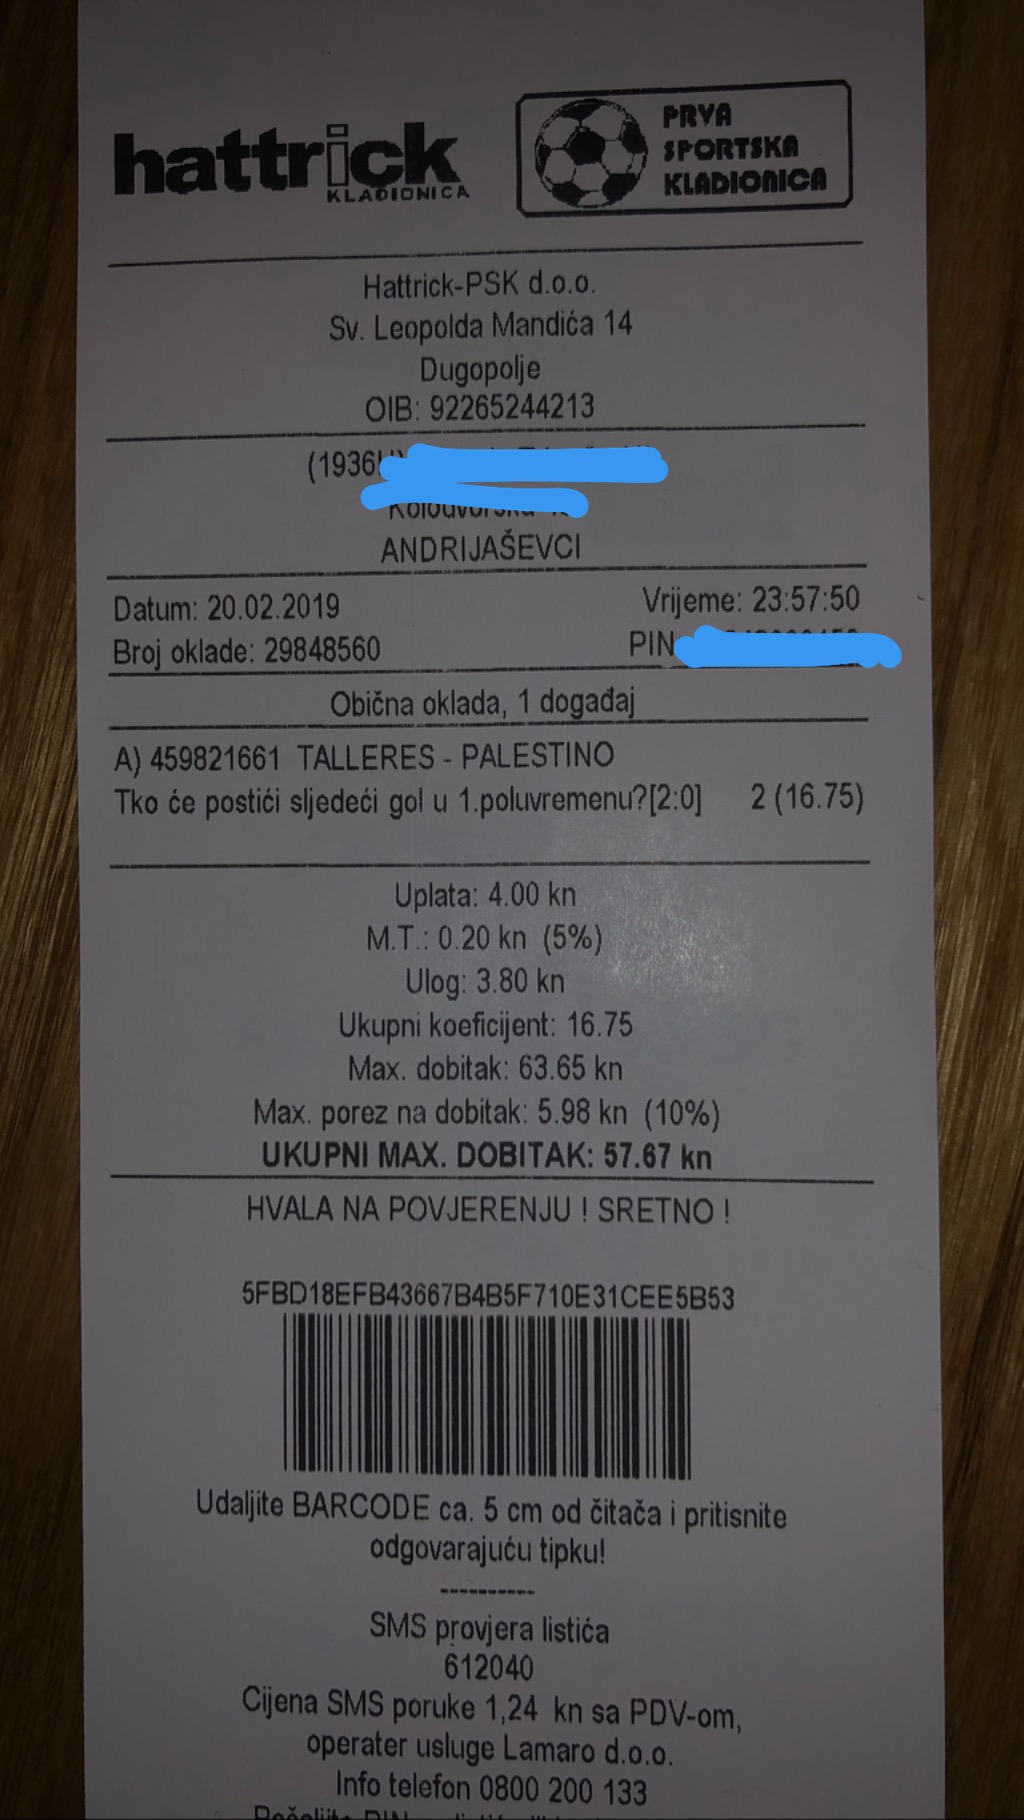 hattrick
KLADIONICA
PRVA
SPORTSKA
KLADIONICA
Hattrick-PSK d.o.o.
Sv. Leopolda Mandića 14
Dugopolje
OIB: 92265244213
(1936
ANDRIJAŠEVCI
Datum: 20.02.2019 Vrijeme: 23:57:50
Broj oklade: 29848560 PIN
Obična oklada, 1 događaj
A) 459821661 TALLERES - PALESTINO
Tko će postići sljedeći gol u 1.poluvremenu?[2:0] 2 (16.75)
Uplata: 4.00 kn
M.T.: 0.20 kn (5%)
Ulog: 3.80 kn
Ukupni koeficijent: 16.75
Max. dobitak: 63.65 kn
Max. porez na dobitak: 5.98 kn (10%)
UKUPNI MAX. DOBITAK: 57.67 kn
HVALA NA POVJERENJU ! SRETNO !
5FBD18EFB43667B4B5F710E31CEE5B53
Udaljite BARCODE ca. 5 cm od čitača i pritisnite
odgovarajuću tipku!
----------
SMS provjera listića
612040
Cijena SMS poruke 1,24 kn sa PDV-om,
operater usluge Lamaro d.o.o.
Info telefon 0800 200 133